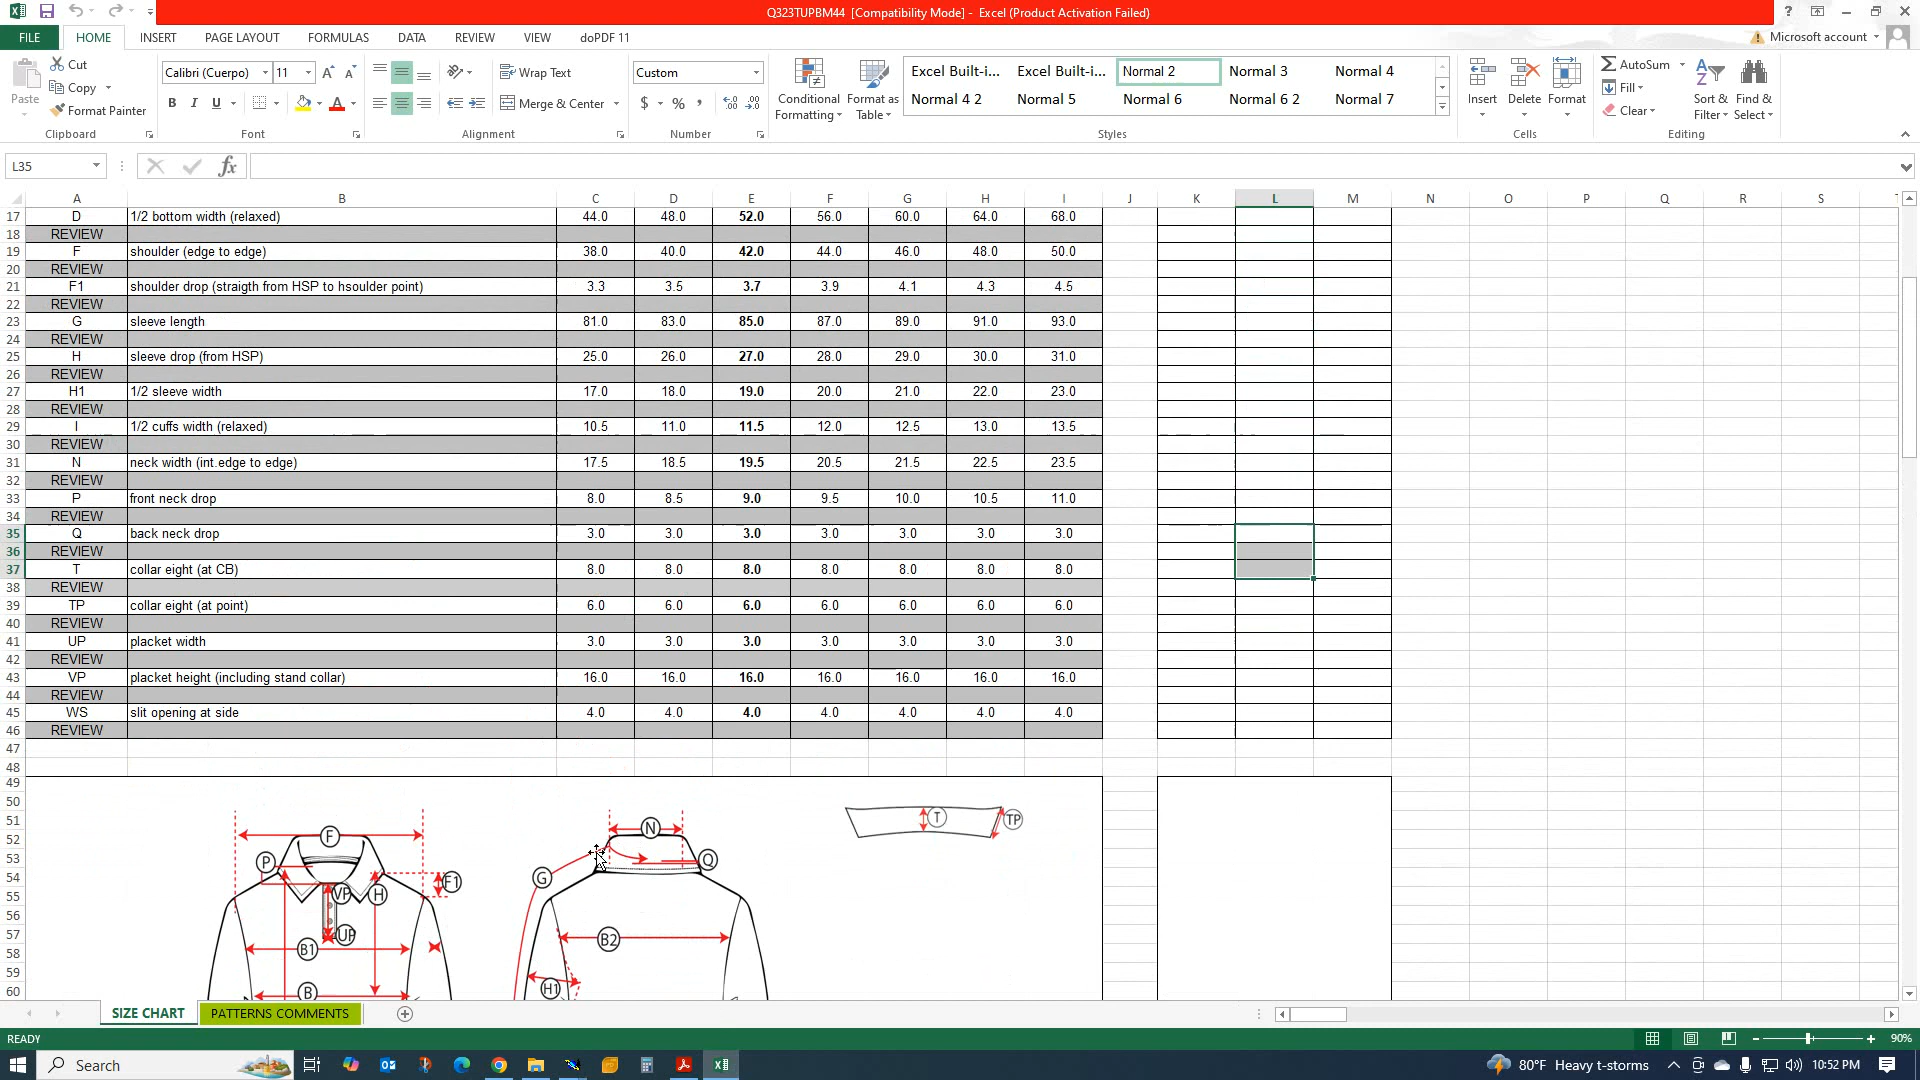 Q323TUPBM44 [Compatibility Mode] - Excel (Product Activation Failed)
FILE HOME INSERT PAGE LAYOUT FORMULAS DATA REVIEW VIEW doPDF 11 Microsoft account
Paste
Cut
Copy
Format Painter
Clipboard
Calibri (Cuerpo) 11
B I U
Font
Wrap Text
Merge & Center
Alignment
Custom
$ % ,
Number
Conditional Formatting
Format as Table
Excel Built-i... Excel Built-i... Normal 2 Normal 3 Normal 4
Normal 4 2 Normal 5 Normal 6 Normal 6 2 Normal 7
Styles
Insert Delete Format
Cells
AutoSum
Fill
Clear
Sort & Filter
Find & Select
Editing
L35 fx
A B C D E F G H I J K L M N O P Q R S
17 D 1/2 bottom width (relaxed) 44.0 48.0 52.0 56.0 60.0 64.0 68.0
18 REVIEW
19 F shoulder (edge to edge) 38.0 40.0 42.0 44.0 46.0 48.0 50.0
20 REVIEW
21 F1 shoulder drop (straigth from HSP to hsoulder point) 3.3 3.5 3.7 3.9 4.1 4.3 4.5
22 REVIEW
23 G sleeve length 81.0 83.0 85.0 87.0 89.0 91.0 93.0
24 REVIEW
25 H sleeve drop (from HSP) 25.0 26.0 27.0 28.0 29.0 30.0 31.0
26 REVIEW
27 H1 1/2 sleeve width 17.0 18.0 19.0 20.0 21.0 22.0 23.0
28 REVIEW
29 I 1/2 cuffs width (relaxed) 10.5 11.0 11.5 12.0 12.5 13.0 13.5
30 REVIEW
31 N neck width (int.edge to edge) 17.5 18.5 19.5 20.5 21.5 22.5 23.5
32 REVIEW
33 P front neck drop 8.0 8.5 9.0 9.5 10.0 10.5 11.0
34 REVIEW
35 Q back neck drop 3.0 3.0 3.0 3.0 3.0 3.0 3.0
36 REVIEW
37 T collar eight (at CB) 8.0 8.0 8.0 8.0 8.0 8.0 8.0
38 REVIEW
39 TP collar eight (at point) 6.0 6.0 6.0 6.0 6.0 6.0 6.0
40 REVIEW
41 UP placket width 3.0 3.0 3.0 3.0 3.0 3.0 3.0
42 REVIEW
43 VP placket height (including stand collar) 16.0 16.0 16.0 16.0 16.0 16.0 16.0
44 REVIEW
45 WS slit opening at side 4.0 4.0 4.0 4.0 4.0 4.0 4.0
46 REVIEW
47
48
49
50
51
52
53
54
55
56
57
58
59
60
F P VP H F1 UP B1 B
N G Q B2 H1
T TP
SIZE CHART PATTERNS COMMENTS
READY 90%
Search 80°F Heavy t-storms 10:52 PM